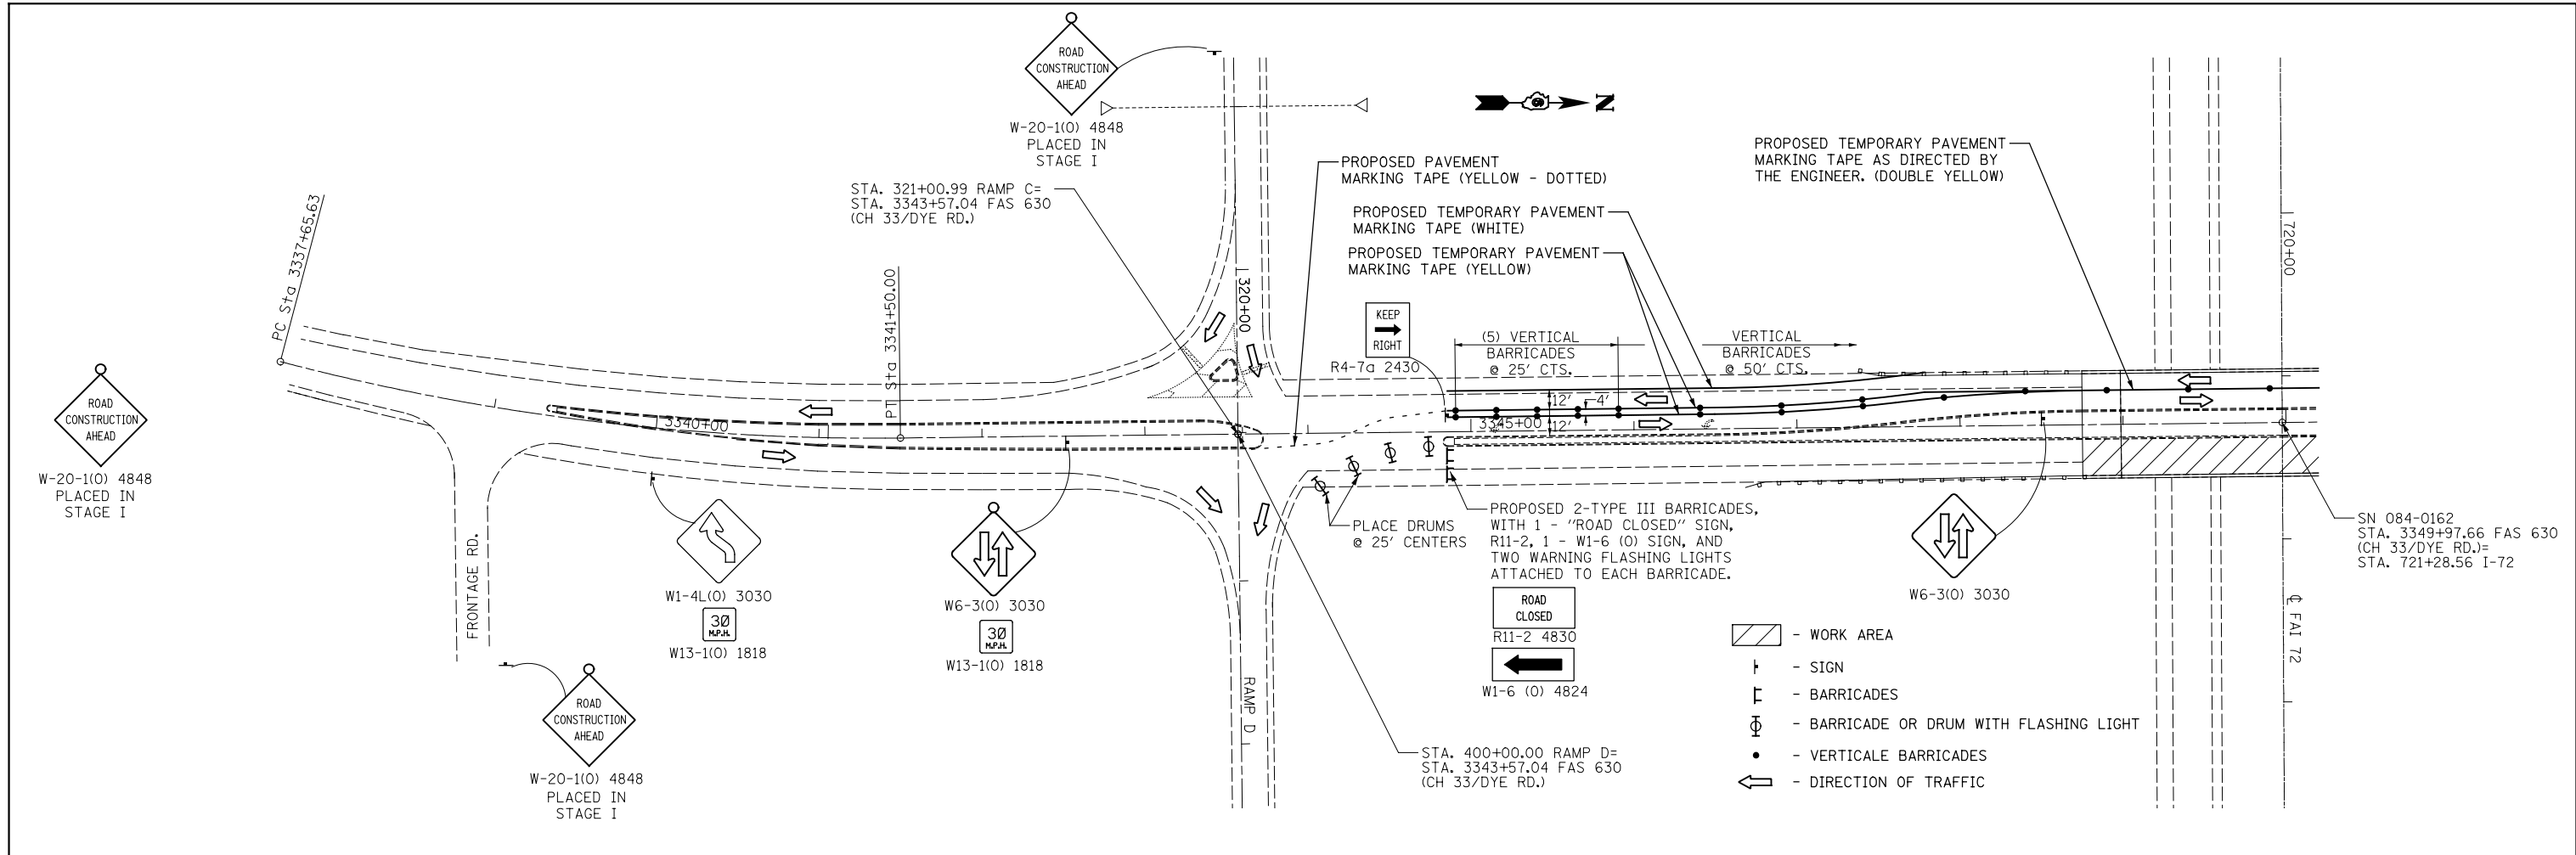 ROAD
CONSTRUCTION
AHEAD
W-20-1(O) 4848
PLACED IN
STAGE I
N
PROPOSED PAVEMENT
MARKING TAPE (YELLOW - DOTTED)
PROPOSED TEMPORARY PAVEMENT
MARKING TAPE AS DIRECTED BY
THE ENGINEER. (DOUBLE YELLOW)
STA. 321+00.99 RAMP C=
STA. 3343+57.04 FAS 630
(CH 33/DYE RD.)
PROPOSED TEMPORARY PAVEMENT
MARKING TAPE (WHITE)
PROPOSED TEMPORARY PAVEMENT
MARKING TAPE (YELLOW)
PC Sta 3337+65.63
PT Sta 3341+50.00
320+00
720+00
KEEP
RIGHT
R4-7a 2430
(5) VERTICAL
BARRICADES
@ 25' CTS.
VERTICAL
BARRICADES
@ 50' CTS.
ROAD
CONSTRUCTION
AHEAD
W-20-1(O) 4848
PLACED IN
STAGE I
12'
4'
12'
3340+00
3345+00
FRONTAGE RD.
W1-4L(O) 3030
30
M.P.H.
W13-1(O) 1818
W6-3(O) 3030
30
M.P.H.
W13-1(O) 1818
PLACE DRUMS
@ 25' CENTERS
PROPOSED 2-TYPE III BARRICADES,
WITH 1 - "ROAD CLOSED" SIGN,
R11-2, 1 - W1-6 (O) SIGN, AND
TWO WARNING FLASHING LIGHTS
ATTACHED TO EACH BARRICADE.
ROAD
CLOSED
R11-2 4830
W1-6 (O) 4824
W6-3(O) 3030
SN 084-0162
STA. 3349+97.66 FAS 630
(CH 33/DYE RD.)=
STA. 721+28.56 I-72
℄ FAI 72
RAMP D
ROAD
CONSTRUCTION
AHEAD
W-20-1(O) 4848
PLACED IN
STAGE I
STA. 400+00.00 RAMP D=
STA. 3343+57.04 FAS 630
(CH 33/DYE RD.)
- WORK AREA
- SIGN
- BARRICADES
- BARRICADE OR DRUM WITH FLASHING LIGHT
- VERTICALE BARRICADES
- DIRECTION OF TRAFFIC